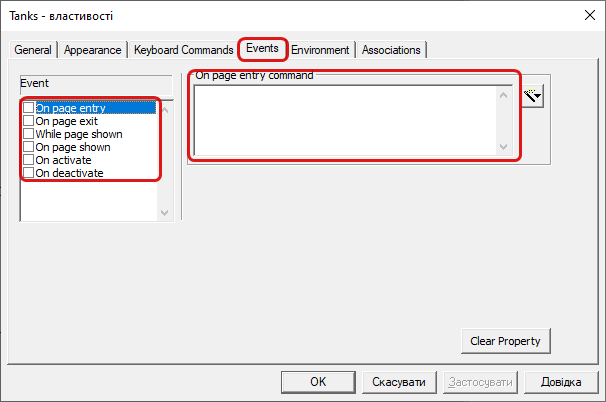 Tanks - властивості
General Appearance Keyboard Commands Events Environment Associations
Event
On page entry
On page exit
While page shown
On page shown
On activate
On deactivate
On page entry command
Clear Property
OK Скасувати Застосувати Довідка